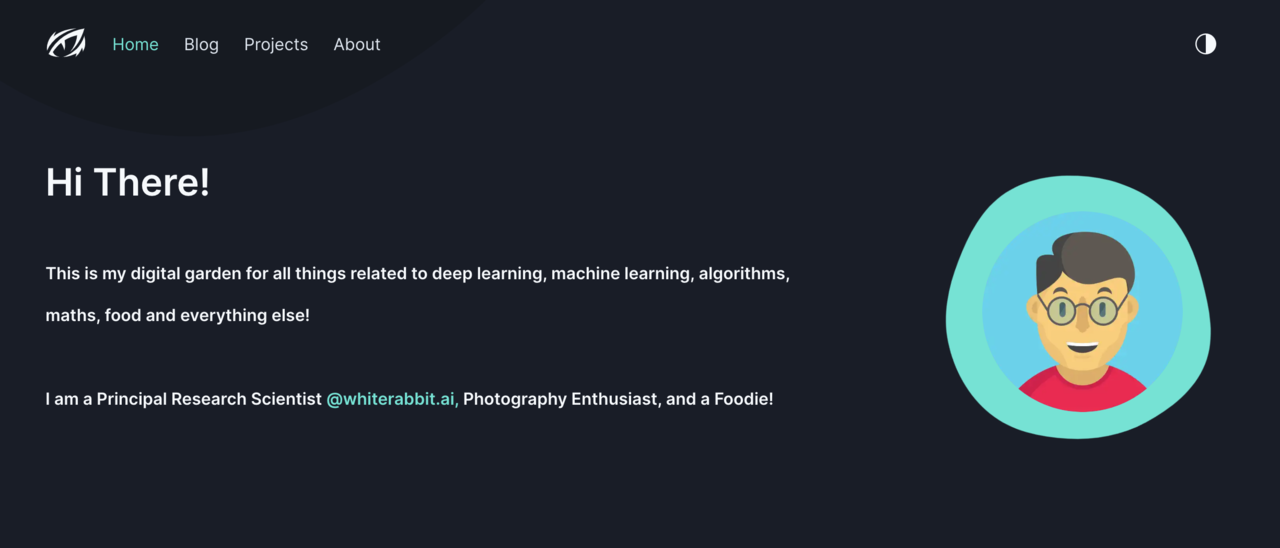 Home Blog Projects About
Hi There!
This is my digital garden for all things related to deep learning, machine learning, algorithms,
maths, food and everything else!
I am a Principal Research Scientist @whiterabbit.ai, Photography Enthusiast, and a Foodie!